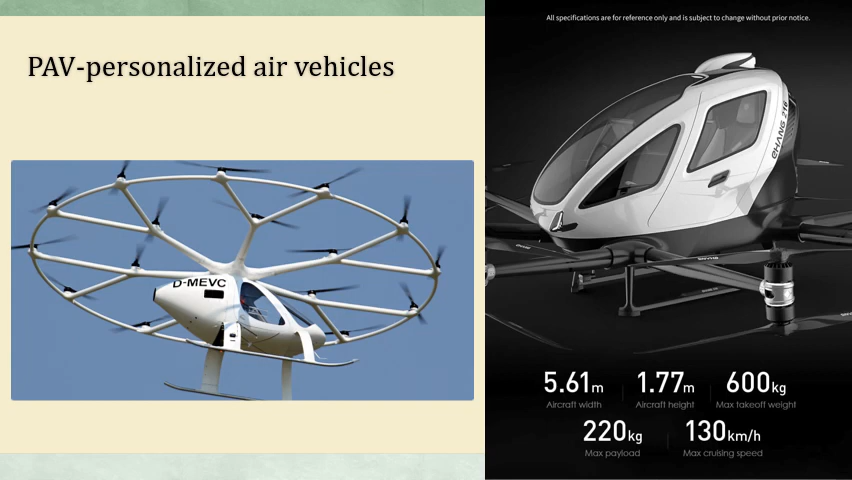 PAV-personalized air vehicles
D-MEVC
All specifications are for reference only and is subject to change without prior notice.
EHANG 216
5.61m
Aircraft width
1.77m
Aircraft height
600kg
Max takeoff weight
220kg
Max payload
130km/h
Max cruising speed